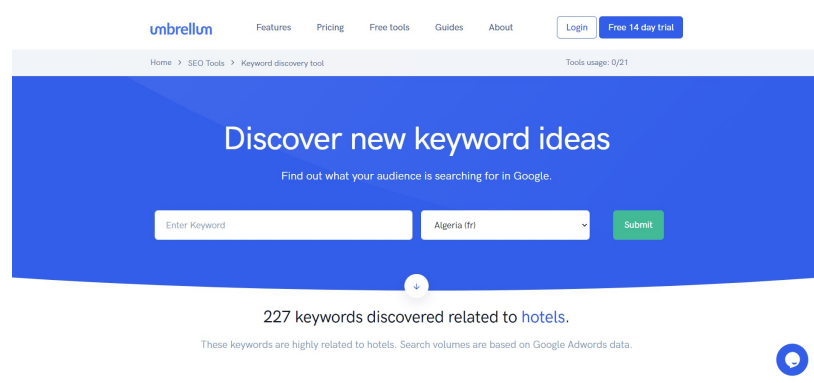 umbrellum Features Pricing Free tools Guides About Login Free 14 day trial
Home > SEO Tools > Keyword discovery tool Tools usage: 0/21
Discover new keyword ideas
Find out what your audience is searching for in Google.
Enter Keyword Algeria (fr) Submit
227 keywords discovered related to hotels.
These keywords are highly related to hotels. Search volumes are based on Google Adwords data.